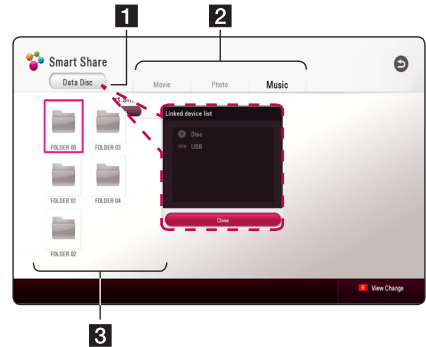 1
2
Smart Share
Data Disc
Movie
Photo
Music
Linked device list
Disc
USB
FOLDER 00
FOLDER 03
FOLDER 01
FOLDER 04
Close
FOLDER 02
View Change
3